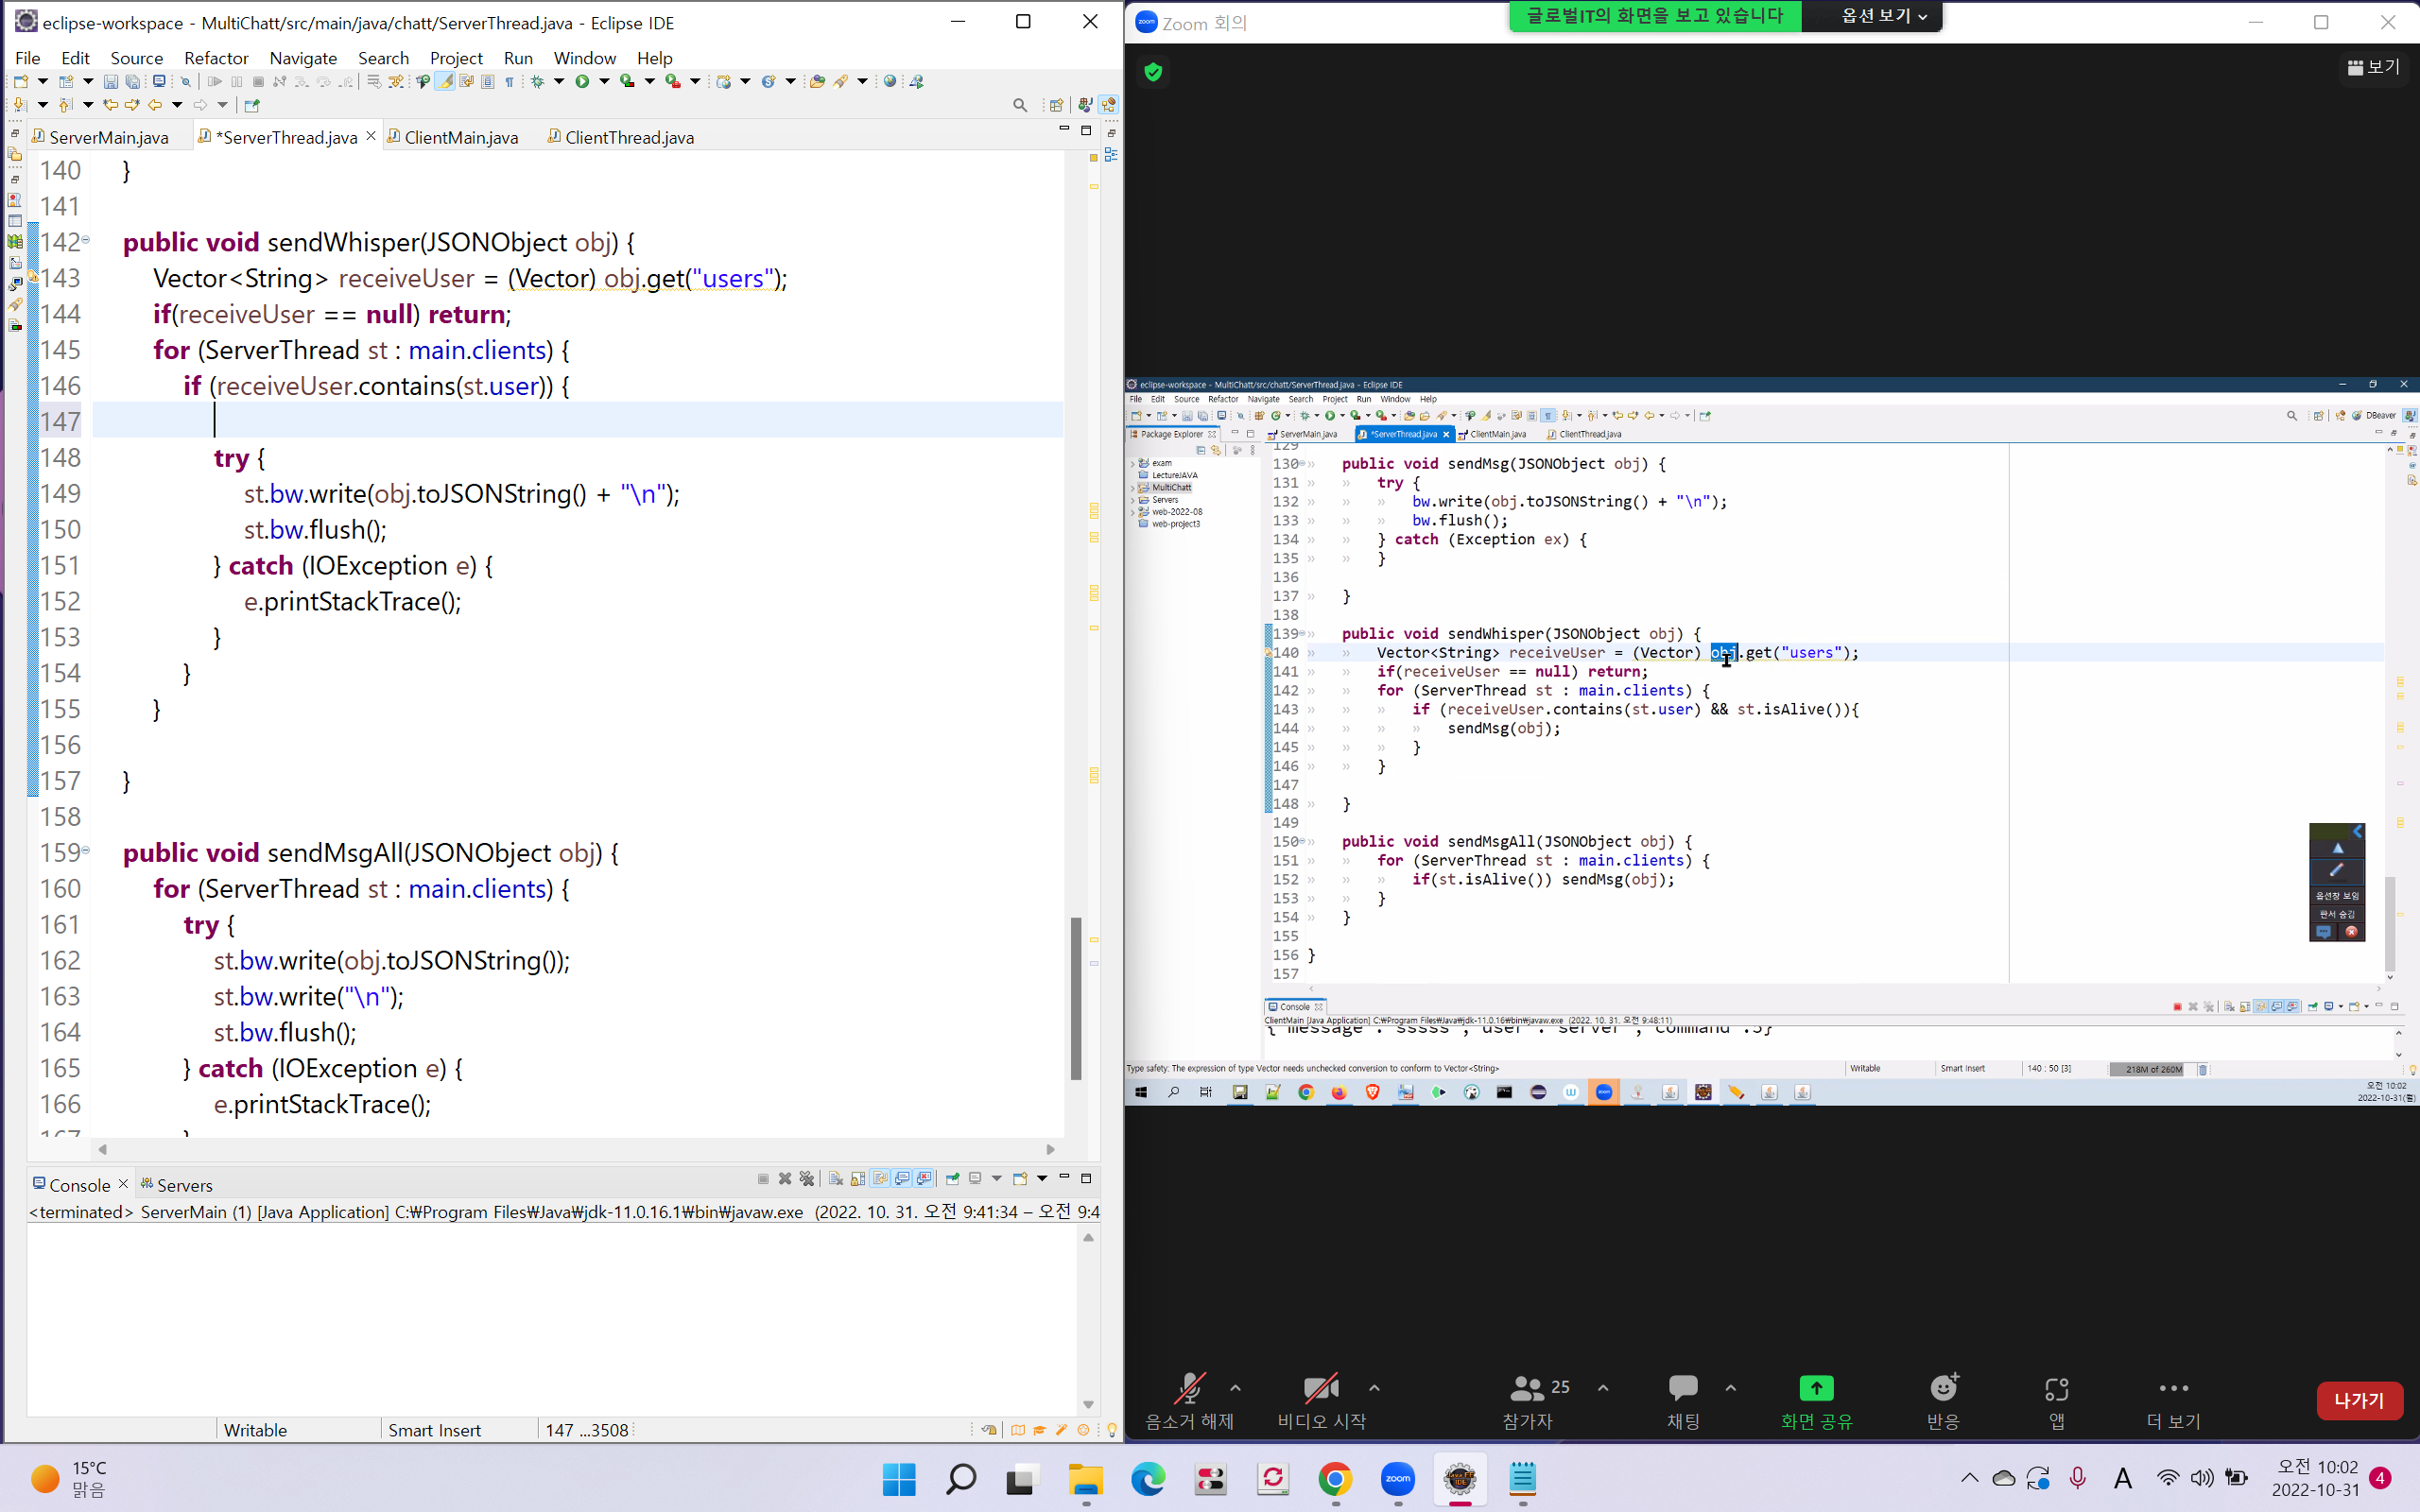 eclipse-workspace - MultiChatt/src/main/java/chatt/ServerThread.java - Eclipse IDE
File Edit Source Refactor Navigate Search Project Run Window Help
ServerMain.java *ServerThread.java ClientMain.java ClientThread.java
140 }
141
142 public void sendWhisper(JSONObject obj) {
143 Vector<String> receiveUser = (Vector) obj.get("users");
144 if(receiveUser == null) return;
145 for (ServerThread st : main.clients) {
146 if (receiveUser.contains(st.user)) {
147
148 try {
149 st.bw.write(obj.toJSONString() + "\n");
150 st.bw.flush();
151 } catch (IOException e) {
152 e.printStackTrace();
153 }
154 }
155 }
156
157 }
158
159 public void sendMsgAll(JSONObject obj) {
160 for (ServerThread st : main.clients) {
161 try {
162 st.bw.write(obj.toJSONString());
163 st.bw.write("\n");
164 st.bw.flush();
165 } catch (IOException e) {
166 e.printStackTrace();
Console Servers
<terminated> ServerMain (1) [Java Application] C:₩Program Files₩Java₩jdk-11.0.16.1₩bin₩javaw.exe (2022. 10. 31. 오전 9:41:34 – 오전 9:4
Writable Smart Insert 147 ...3508
Zoom 회의
글로벌IT의 화면을 보고 있습니다 옵션 보기
보기
eclipse-workspace - MultiChatt/src/chatt/ServerThread.java - Eclipse IDE
File Edit Source Refactor Navigate Search Project Run Window Help
DBeaver
Package Explorer
exam
LectureJAVA
MultiChatt
Servers
web-2022-08
web-project3
ServerMain.java *ServerThread.java ClientMain.java ClientThread.java
129
130 public void sendMsg(JSONObject obj) {
131 try {
132 bw.write(obj.toJSONString() + "\n");
133 bw.flush();
134 } catch (Exception ex) {
135 }
136
137 }
138
139 public void sendWhisper(JSONObject obj) {
140 Vector<String> receiveUser = (Vector) obj.get("users");
141 if(receiveUser == null) return;
142 for (ServerThread st : main.clients) {
143 if (receiveUser.contains(st.user) && st.isAlive()){
144 sendMsg(obj);
145 }
146 }
147
148 }
149
150 public void sendMsgAll(JSONObject obj) {
151 for (ServerThread st : main.clients) {
152 if(st.isAlive()) sendMsg(obj);
153 }
154 }
155
156 }
157
옵션창 보임
판서 숨김
Console
ClientMain [Java Application] C:₩Program Files₩Java₩jdk-11.0.16₩bin₩javaw.exe (2022. 10. 31. 오전 9:48:11)
{"message":"sssss","user":"server","command":5}
Type safety: The expression of type Vector needs unchecked conversion to conform to Vector<String>
Writable Smart Insert 140 : 50 [3] 218M of 260M
오전 10:02
2022-10-31(월)
음소거 해제 비디오 시작 참가자 25 채팅 화면 공유 반응 앱 더 보기 나가기
15°C
맑음
zoom
A
오전 10:02
2022-10-31
4